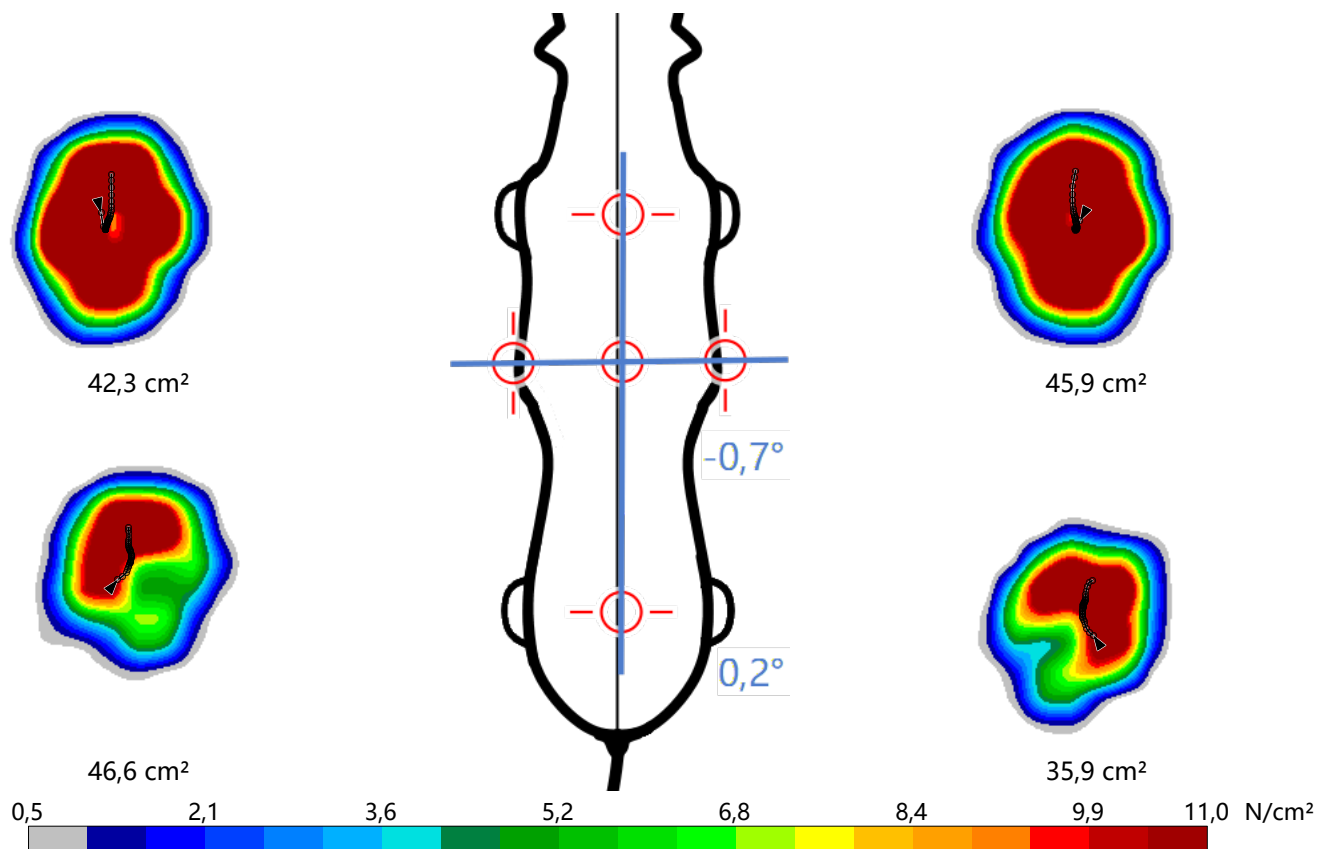 42,3 cm²
45,9 cm²
-0,7°
0,2°
46,6 cm²
35,9 cm²
0,5 2,1 3,6 5,2 6,8 8,4 9,9 11,0 N/cm²